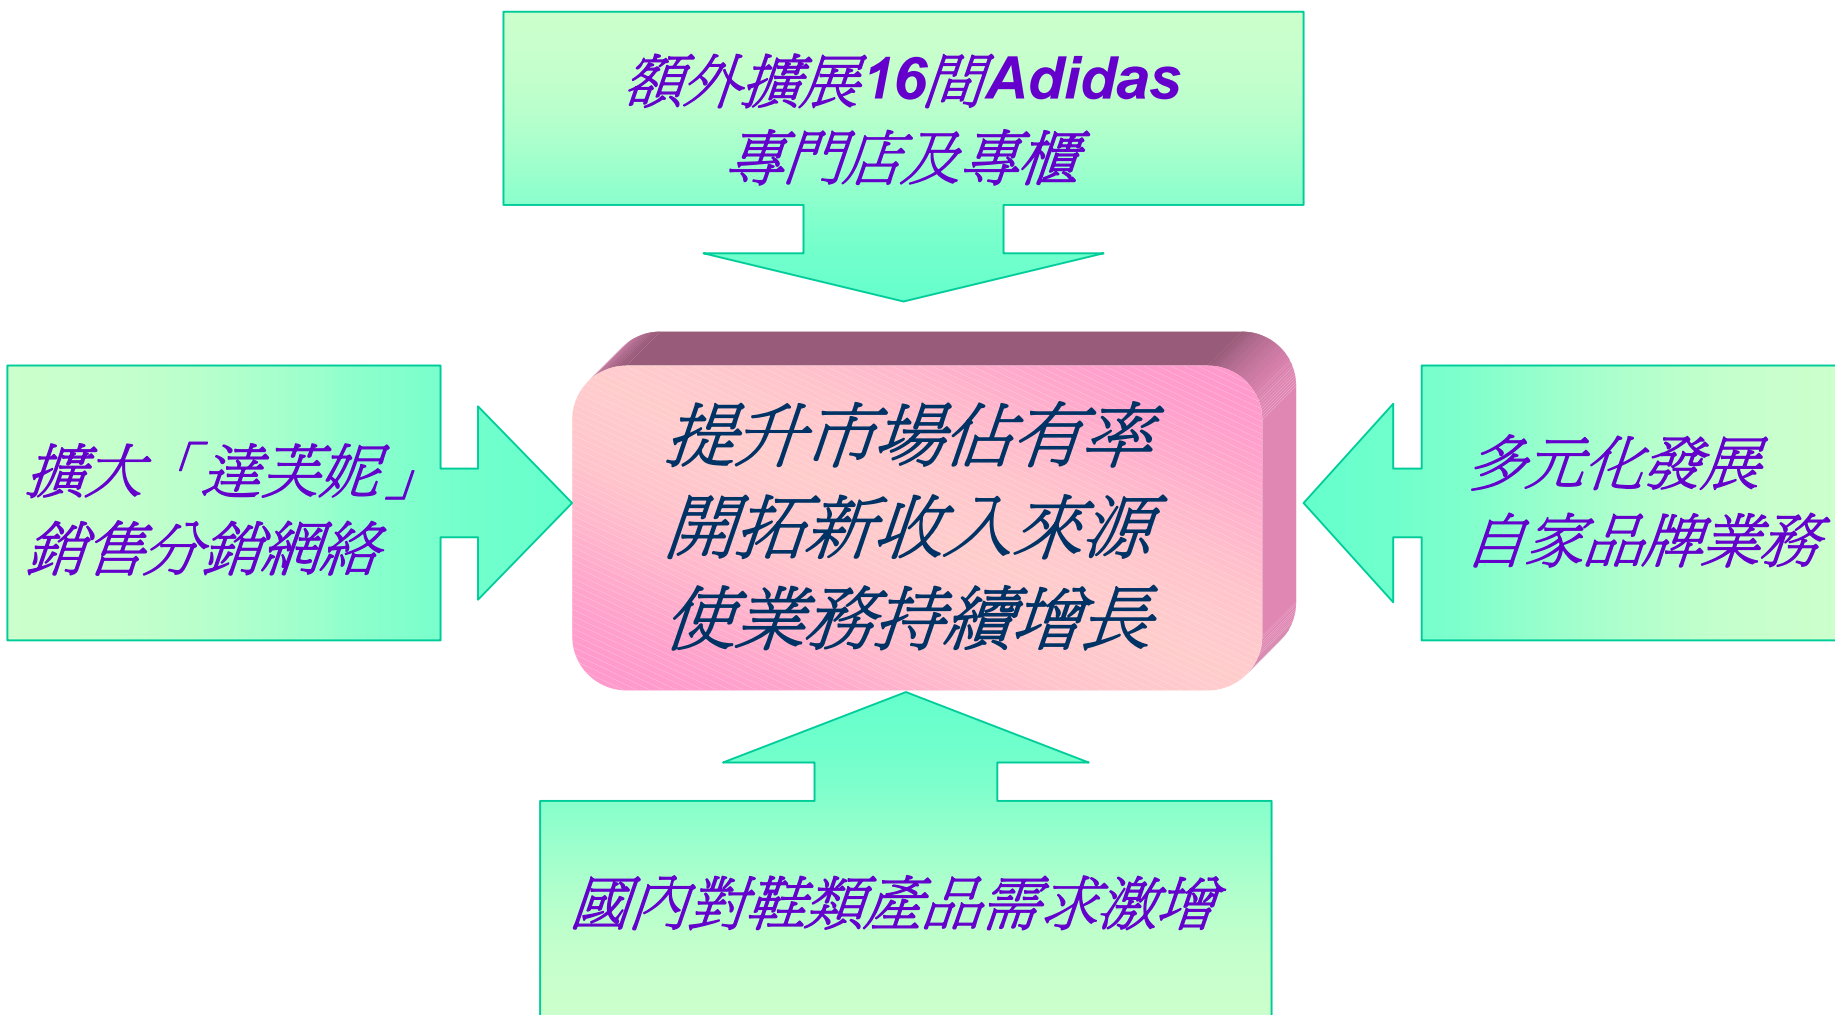 額外擴展16間Adidas
專門店及專櫃
擴大「達芙妮」
銷售分銷網絡
提升市場佔有率
開拓新收入來源
使業務持續增長
多元化發展
自家品牌業務
國內對鞋類產品需求激增